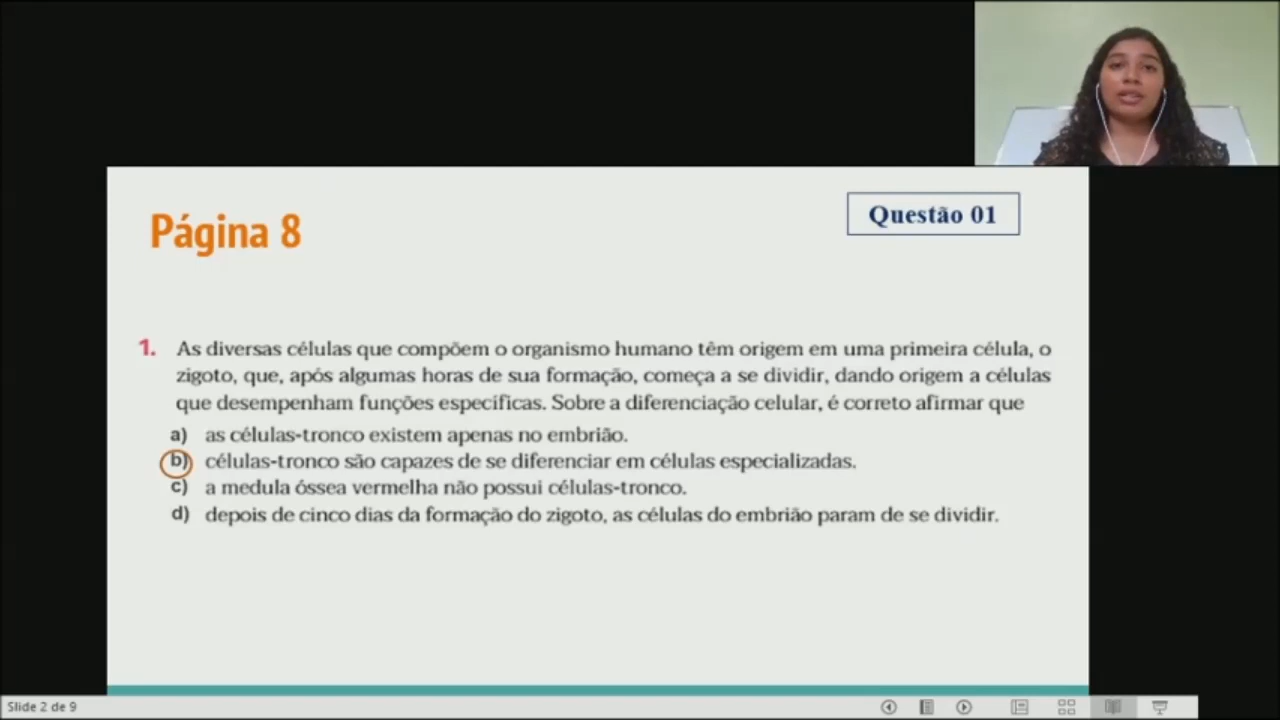 Página 8
Questão 01
1. As diversas células que compõem o organismo humano têm origem em uma primeira célula, o
zigoto, que, após algumas horas de sua formação, começa a se dividir, dando origem a células
que desempenham funções específicas. Sobre a diferenciação celular, é correto afirmar que
a) as células-tronco existem apenas no embrião.
b) células-tronco são capazes de se diferenciar em células especializadas.
c) a medula óssea vermelha não possui células-tronco.
d) depois de cinco dias da formação do zigoto, as células do embrião param de se dividir.
Slide 2 de 9